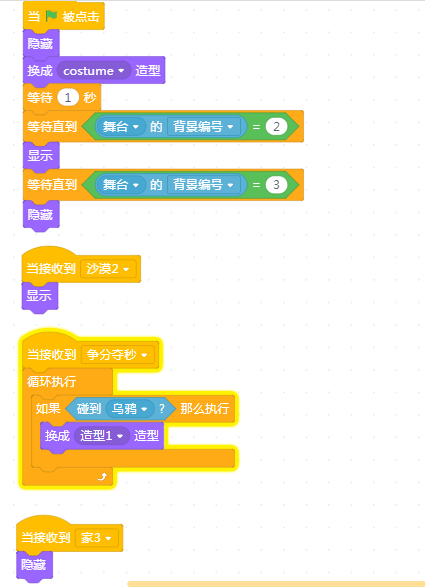 当 被点击
隐藏
换成 costume 造型
等待 1 秒
等待直到 舞台 的 背景编号 = 2
显示
等待直到 舞台 的 背景编号 = 3
隐藏
当接收到 沙漠2
显示
当接收到 争分夺秒
循环执行
如果 碰到 乌鸦 ? 那么执行
换成 造型1 造型
当接收到 家3
隐藏